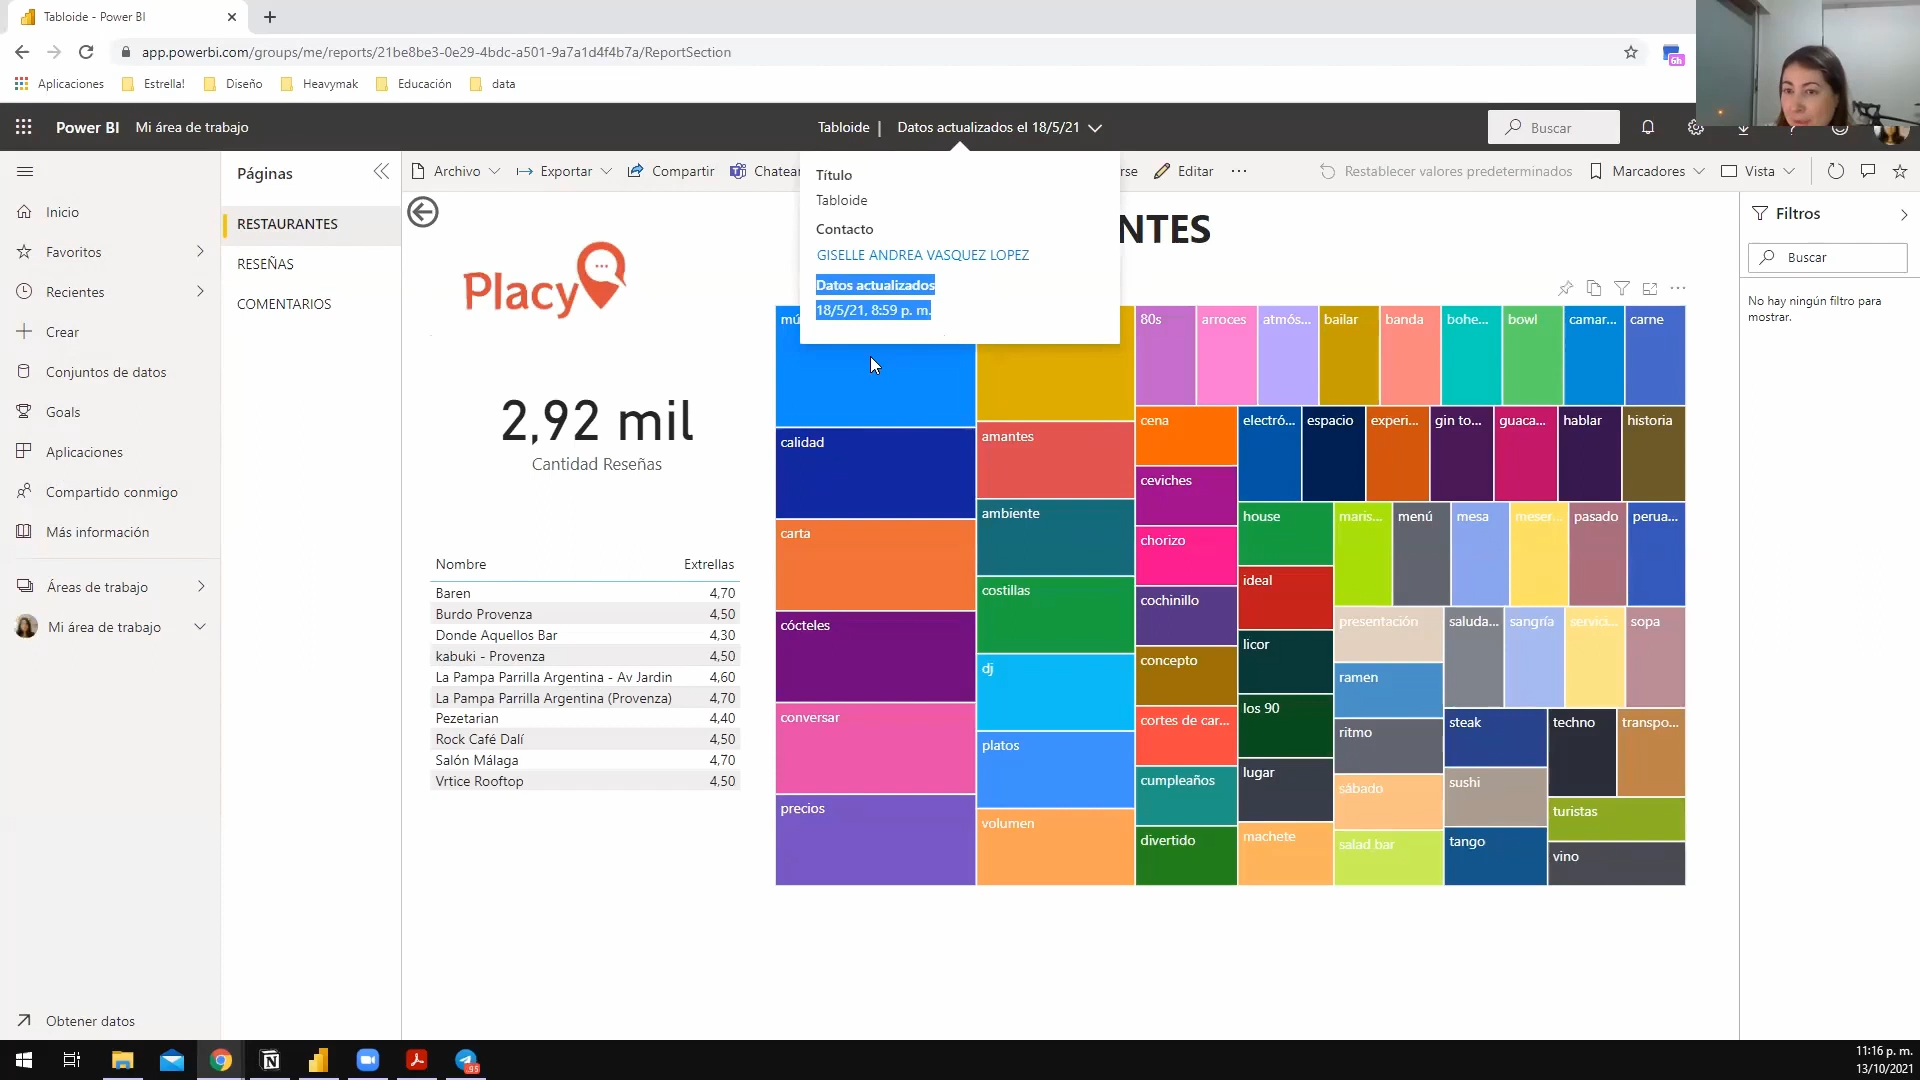 Tabloide - Power BI
app.powerbi.com/groups/me/reports/21be8be3-0e29-4bdc-a501-9a7a1d4f4b7a/ReportSection
6h
Aplicaciones
Estrella!
Diseño
Heavymak
Educación
data
Power BI
Mi área de trabajo
Tabloide | Datos actualizados el 18/5/21
Buscar
Páginas
Archivo
Exportar
Compartir
Chatear
rse
Editar
Restablecer valores predeterminados
Marcadores
Vista
Título
Tabloide
Contacto
GISELLE ANDREA VASQUEZ LOPEZ
Datos actualizados
18/5/21, 8:59 p. m.
Inicio
Favoritos
Recientes
Crear
Conjuntos de datos
Goals
Aplicaciones
Compartido conmigo
Más información
Áreas de trabajo
Mi área de trabajo
Obtener datos
RESTAURANTES
RESEÑAS
COMENTARIOS
NTES
Placy
2,92 mil
Cantidad Reseñas
Nombre Extrellas
Baren 4,70
Burdo Provenza 4,50
Donde Aquellos Bar 4,30
kabuki - Provenza 4,50
La Pampa Parrilla Argentina - Av Jardin 4,60
La Pampa Parrilla Argentina (Provenza) 4,70
Pezetarian 4,40
Rock Café Dalí 4,50
Salón Málaga 4,70
Vrtice Rooftop 4,50
mú
calidad
carta
cócteles
conversar
precios
amantes
ambiente
costillas
dj
platos
volumen
80s
arroces
atmós...
bailar
banda
bohe...
bowl
camar...
carne
cena
ceviches
chorizo
cochinillo
concepto
cortes de car...
cumpleaños
divertido
electró...
espacio
experi...
gin to...
guaca...
hablar
historia
house
ideal
licor
los 90
lugar
machete
maris...
menú
mesa
meser...
pasado
perua...
presentación
ramen
ritmo
sábado
salad bar
saluda...
sangría
servici...
sopa
steak
sushi
tango
techno
transpo...
turistas
vino
Filtros
Buscar
No hay ningún filtro para
mostrar.
95
11:16 p. m.
13/10/2021